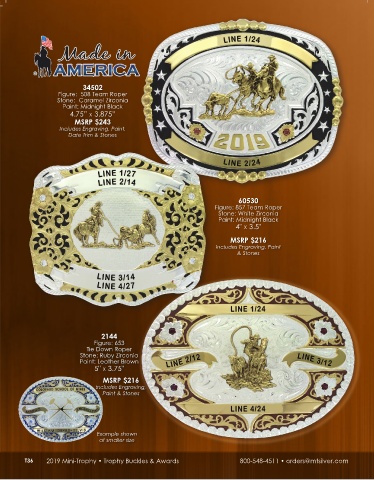 Made in
AMERICA
34502
Figure: 508 Team Roper
Stone: Caramel Zirconia
Paint: Midnight Black
4.75" x 3.875"
MSRP $243
Includes Engraving, Paint,
Date Trim & Stones
LINE 1/24
2019
LINE 2/24
LINE 1/27
LINE 2/14
LINE 3/14
LINE 4/27
60530
Figure: 857 Team Roper
Stone: White Zirconia
Paint: Midnight Black
4" x 3.5"
MSRP $216
Includes Engraving, Paint
& Stones
2144
Figure: 653
Tie Down Roper
Stone: Ruby Zirconia
Paint: Leather Brown
5" x 3.75"
MSRP $216
Includes Engraving,
Paint & Stones
LINE 1/24
LINE 2/12
LINE 3/12
LINE 4/24
COLORADO SCHOOL OF MINES
Example shown
of smaller size
T36 2019 Mini-Trophy • Trophy Buckles & Awards 800-548-4511 • orders@mtsilver.com